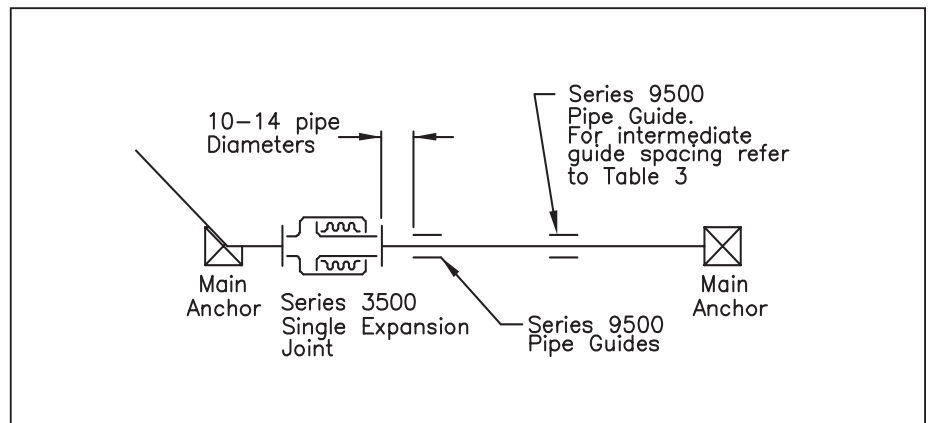 10-14 pipe
Diameters
Series 9500
Pipe Guide.
For intermediate
guide spacing refer
to Table 3
Main
Anchor
Series 3500
Single Expansion
Joint
Series 9500
Pipe Guides
Main
Anchor